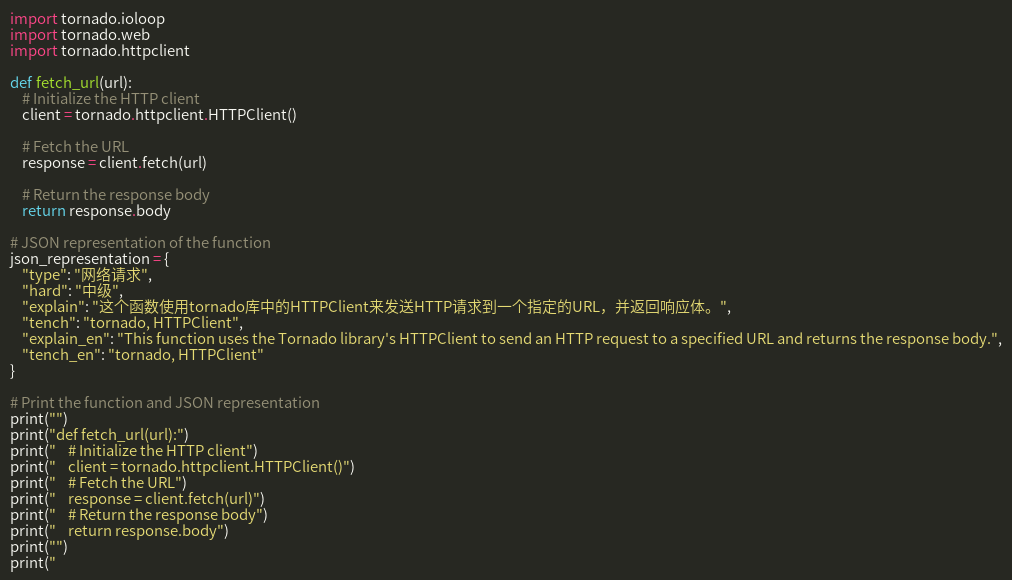 import tornado.ioloop
import tornado.web
import tornado.httpclient

def fetch_url(url):
    # Initialize the HTTP client
    client = tornado.httpclient.HTTPClient()

    # Fetch the URL
    response = client.fetch(url)

    # Return the response body
    return response.body

# JSON representation of the function
json_representation = {
    "type": "网络请求",
    "hard": "中级",
    "explain": "这个函数使用tornado库中的HTTPClient来发送HTTP请求到一个指定的URL，并返回响应体。",
    "tench": "tornado, HTTPClient",
    "explain_en": "This function uses the Tornado library's HTTPClient to send an HTTP request to a specified URL and returns the response body.",
    "tench_en": "tornado, HTTPClient"
}

# Print the function and JSON representation
print("")
print("def fetch_url(url):")
print("    # Initialize the HTTP client")
print("    client = tornado.httpclient.HTTPClient()")
print("    # Fetch the URL")
print("    response = client.fetch(url)")
print("    # Return the response body")
print("    return response.body")
print("")
print("